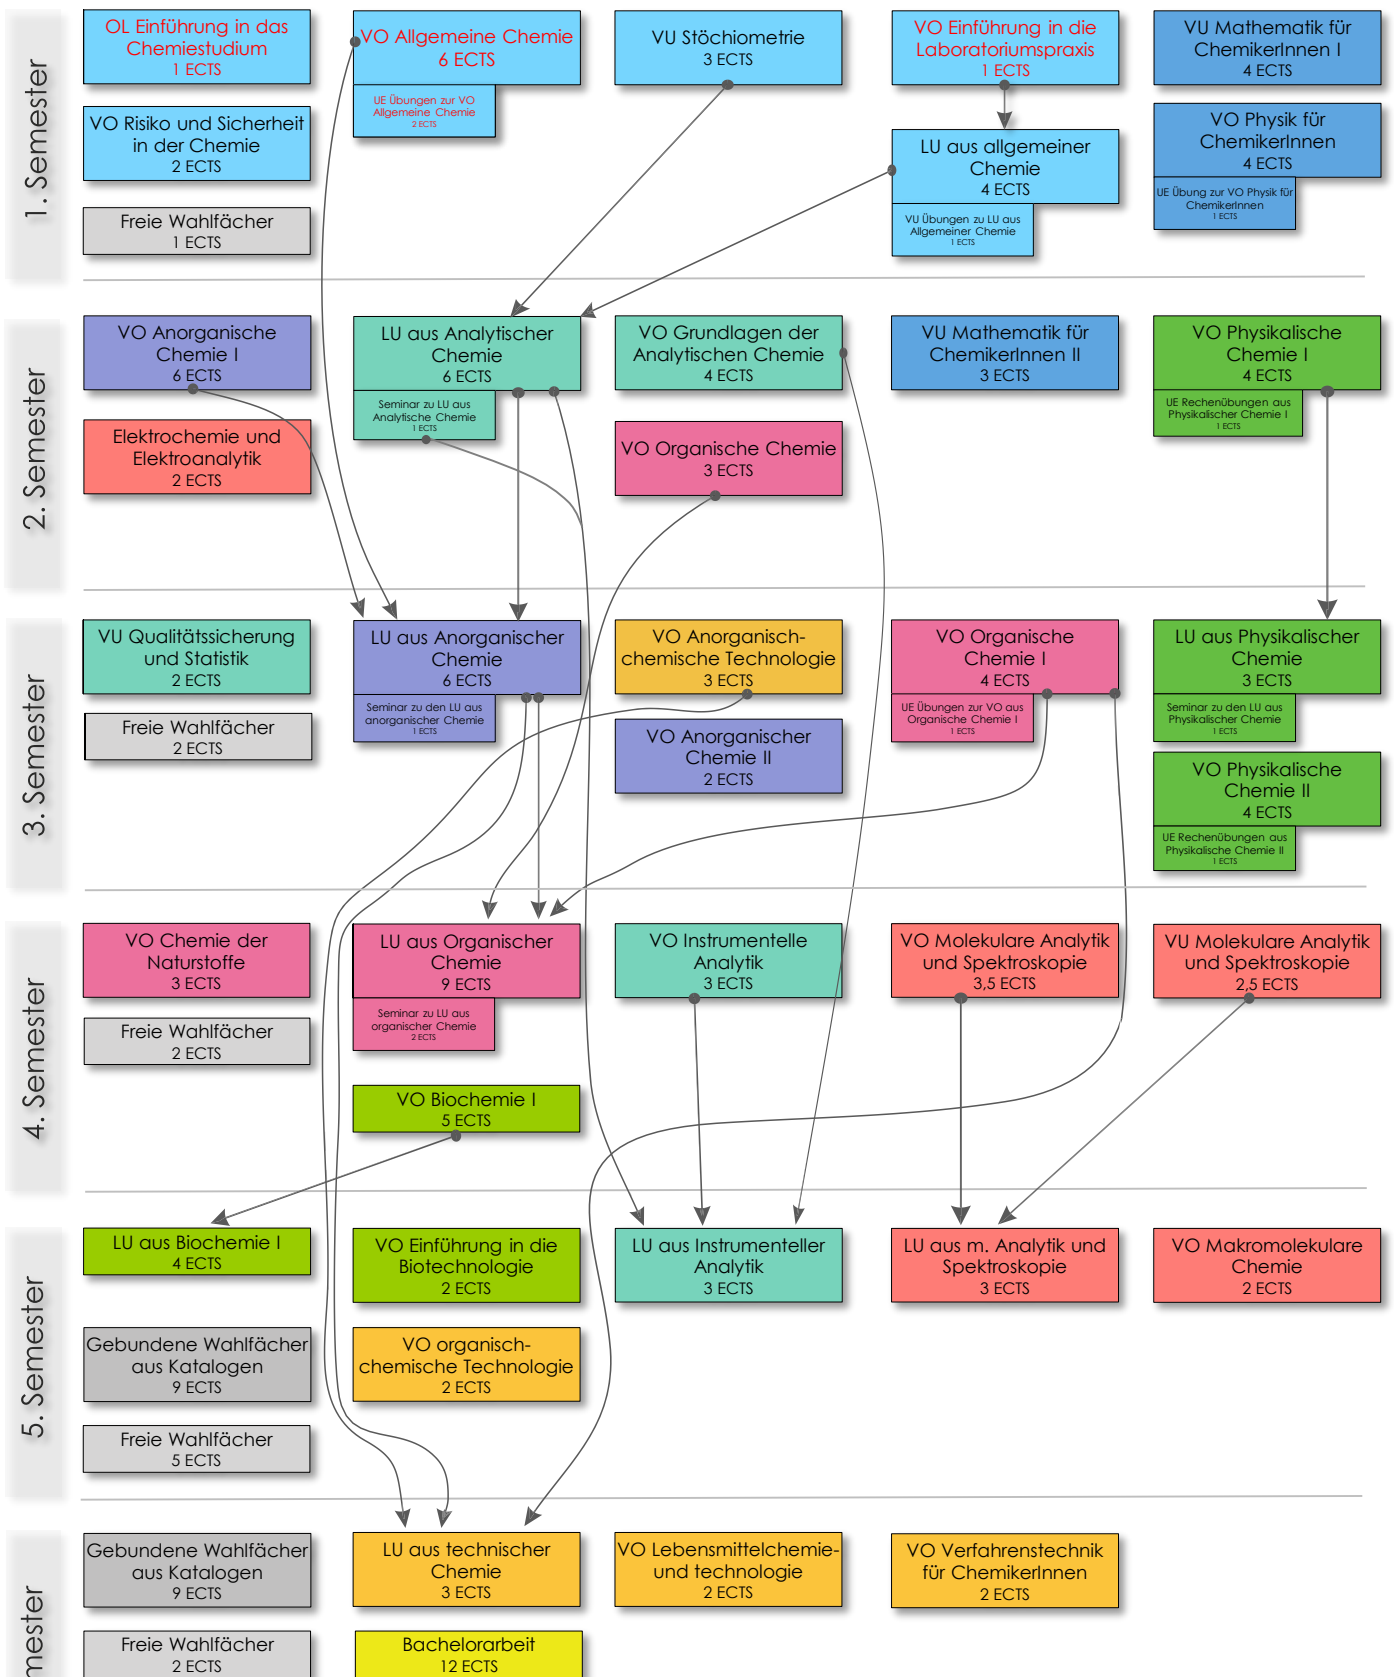 1. Semester
OL Einführung in das
Chemiestudium
1 ECTS
VO Allgemeine Chemie
6 ECTS
UE Übungen zur VO
Allgemeine Chemie
2 ECTS
VU Stöchiometrie
3 ECTS
VO Einführung in die
Laboratoriumspraxis
1 ECTS
VU Mathematik für
ChemikerInnen I
4 ECTS
VO Risiko und Sicherheit
in der Chemie
2 ECTS
LU aus allgemeiner
Chemie
4 ECTS
VU Übungen zu LU aus
Allgemeiner Chemie
1 ECTS
VO Physik für
ChemikerInnen
4 ECTS
UE Übung zur VO Physik für
ChemikerInnen
1 ECTS
Freie Wahlfächer
1 ECTS
2. Semester
VO Anorganische
Chemie I
6 ECTS
LU aus Analytischer
Chemie
6 ECTS
Seminar zu LU aus
Analytische Chemie
1 ECTS
VO Grundlagen der
Analytischen Chemie
4 ECTS
VU Mathematik für
ChemikerInnen II
3 ECTS
VO Physikalische
Chemie I
4 ECTS
UE Rechenübungen aus
Physikalischer Chemie I
1 ECTS
Elektrochemie und
Elektroanalytik
2 ECTS
VO Organische Chemie
3 ECTS
3. Semester
VU Qualitätssicherung
und Statistik
2 ECTS
LU aus Anorganischer
Chemie
6 ECTS
Seminar zu den LU aus
anorganischer Chemie
1 ECTS
VO Anorganisch-
chemische Technologie
3 ECTS
VO Organische
Chemie I
4 ECTS
UE Übungen zur VO aus
Organische Chemie I
1 ECTS
LU aus Physikalischer
Chemie
3 ECTS
Seminar zu den LU aus
Physikalischer Chemie
1 ECTS
Freie Wahlfächer
2 ECTS
VO Anorganischer
Chemie II
2 ECTS
VO Physikalische
Chemie II
4 ECTS
UE Rechenübungen aus
Physikalische Chemie II
1 ECTS
4. Semester
VO Chemie der
Naturstoffe
3 ECTS
LU aus Organischer
Chemie
9 ECTS
Seminar zu LU aus
organischer Chemie
2 ECTS
VO Instrumentelle
Analytik
3 ECTS
VO Molekulare Analytik
und Spektroskopie
3,5 ECTS
VU Molekulare Analytik
und Spektroskopie
2,5 ECTS
Freie Wahlfächer
2 ECTS
VO Biochemie I
5 ECTS
5. Semester
LU aus Biochemie I
4 ECTS
VO Einführung in die
Biotechnologie
2 ECTS
LU aus Instrumenteller
Analytik
3 ECTS
LU aus m. Analytik und
Spektroskopie
3 ECTS
VO Makromolekulare
Chemie
2 ECTS
Gebundene Wahlfächer
aus Katalogen
9 ECTS
VO organisch-
chemische Technologie
2 ECTS
Freie Wahlfächer
5 ECTS
mester
Gebundene Wahlfächer
aus Katalogen
9 ECTS
LU aus technischer
Chemie
3 ECTS
VO Lebensmittelchemie-
und technologie
2 ECTS
VO Verfahrenstechnik
für ChemikerInnen
2 ECTS
Freie Wahlfächer
2 ECTS
Bachelorarbeit
12 ECTS